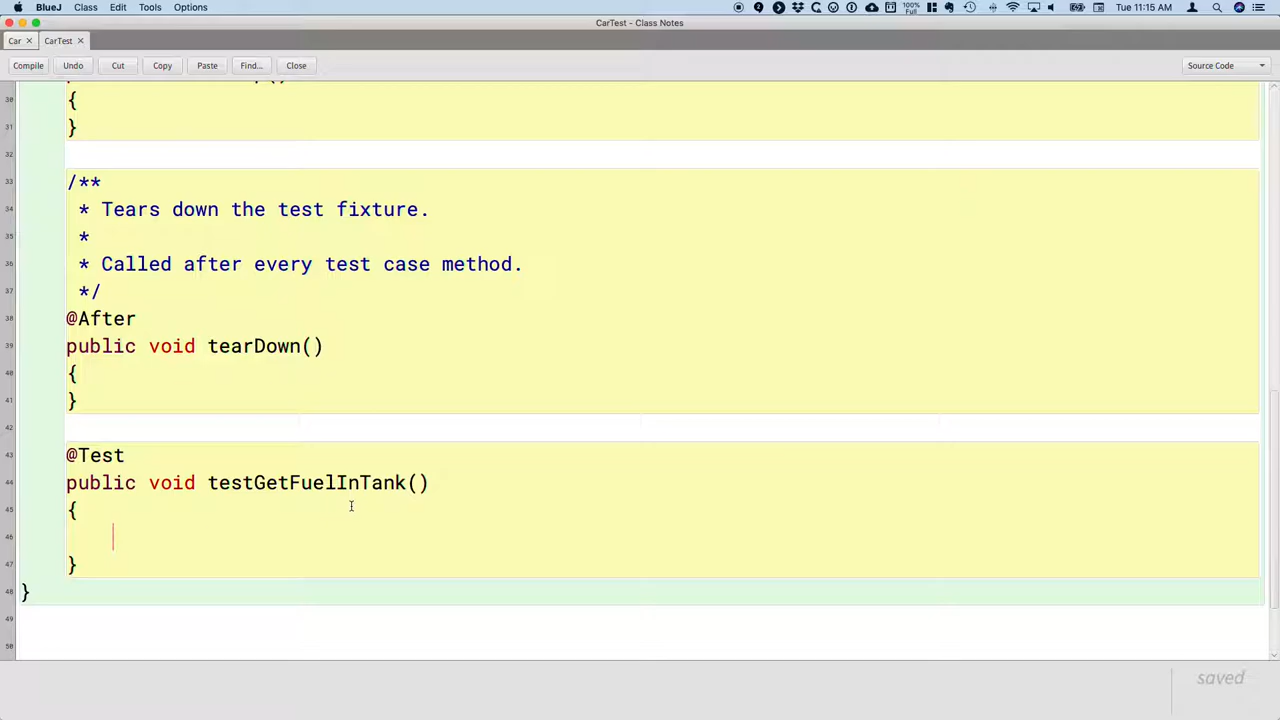 BlueJ Class Edit Tools Options 100% Full Tue 11:15 AM
CarTest - Class Notes
Car × CarTest ×
Compile Undo Cut Copy Paste Find... Close Source Code
30 {
31 }
32
33 /**
34 * Tears down the test fixture.
35 *
36 * Called after every test case method.
37 */
38 @After
39 public void tearDown()
40 {
41 }
42
43 @Test
44 public void testGetFuelInTank()
45 {
46
47 }
48 }
49
50
saved